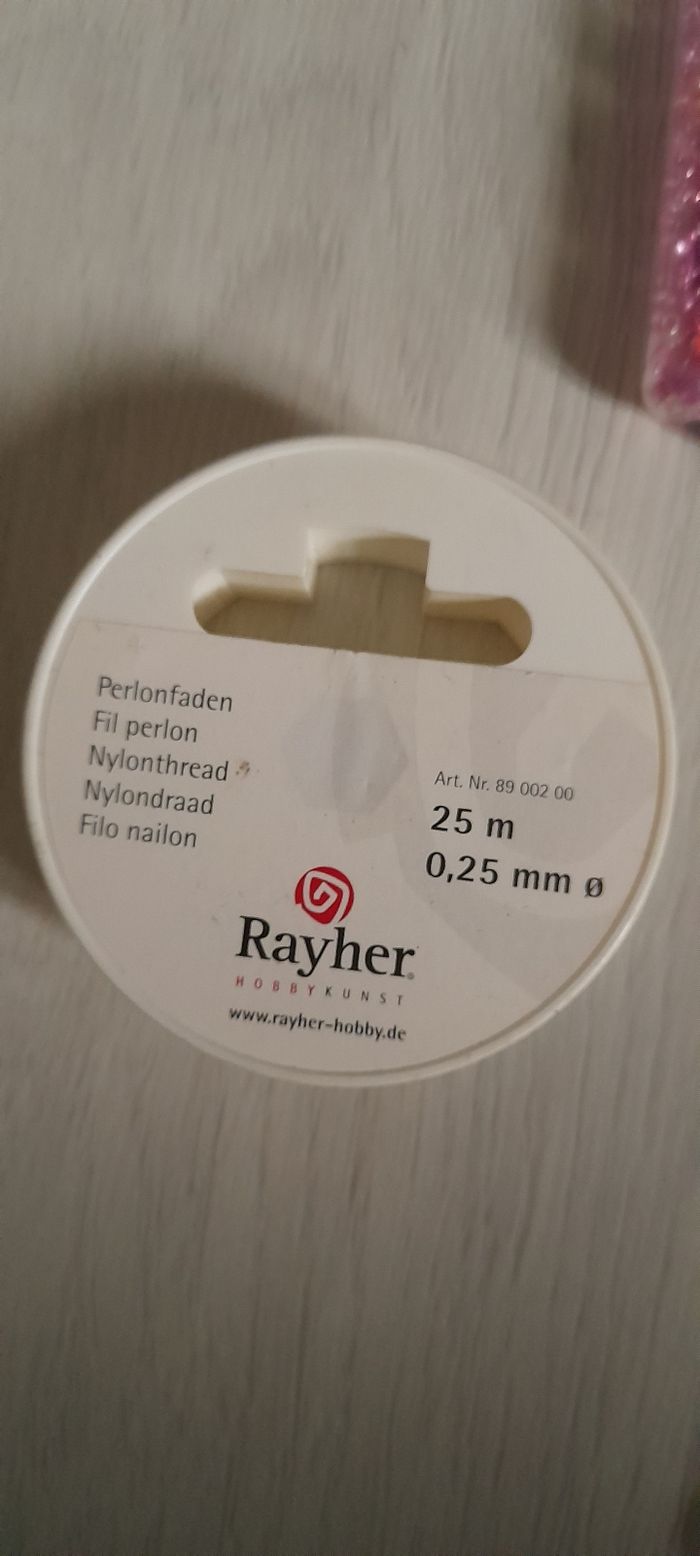 Perlonfaden
Fil perlon
Nylonthread
Nylondraad
Filo nailon
Art. Nr. 89 002 00
25 m
0,25 mm ø
Rayher®
HOBBYKUNST
www.rayher-hobby.de